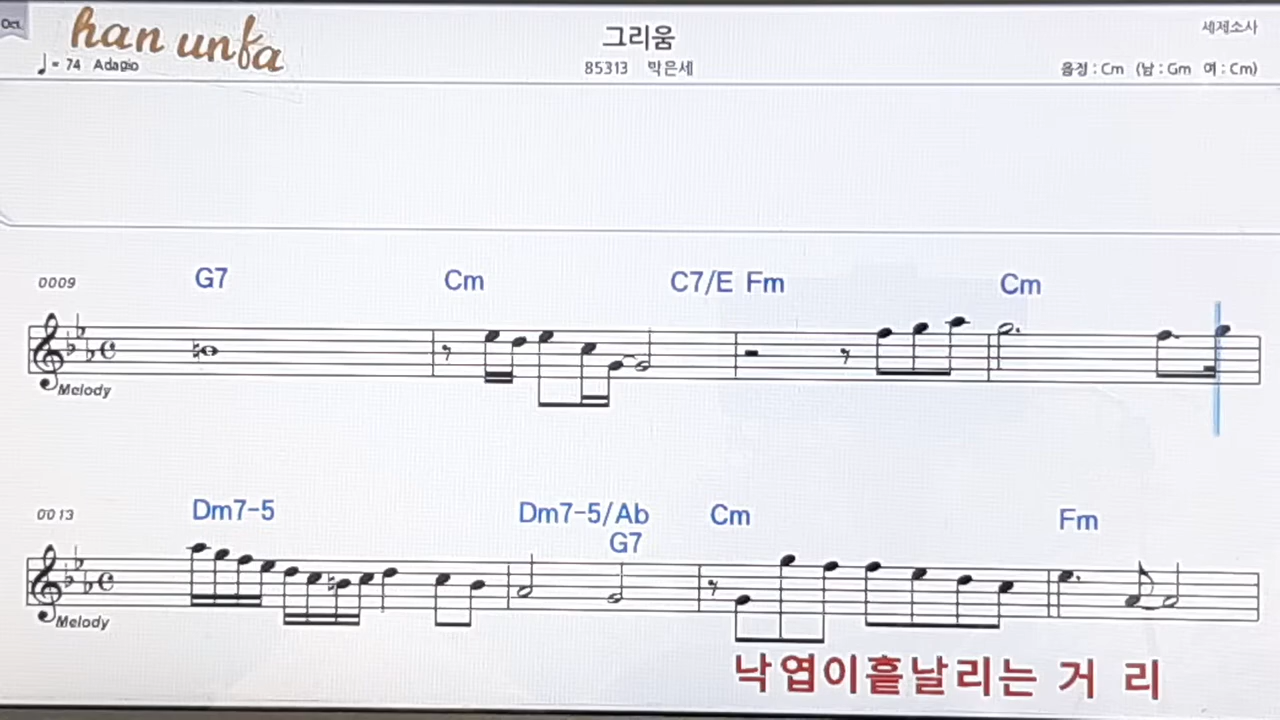 Oct.
han unfa
그리움
세제소사
♩= 74 Adagio
85313 박은세
음정 : Cm (남 : Gm 여 : Cm)
0009 G7 Cm C7/E Fm Cm
Melody
0013 Dm7-5 Dm7-5/Ab Cm Fm
G7
Melody
낙엽이흩날리는 거 리